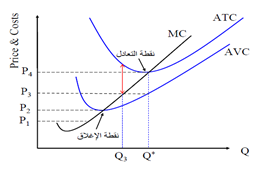 Price & Costs
ATC
MC
AVC
نقطة التعادل
P4
P3
P2
P1
نقطة الإغلاق
Q3
Q*
Q